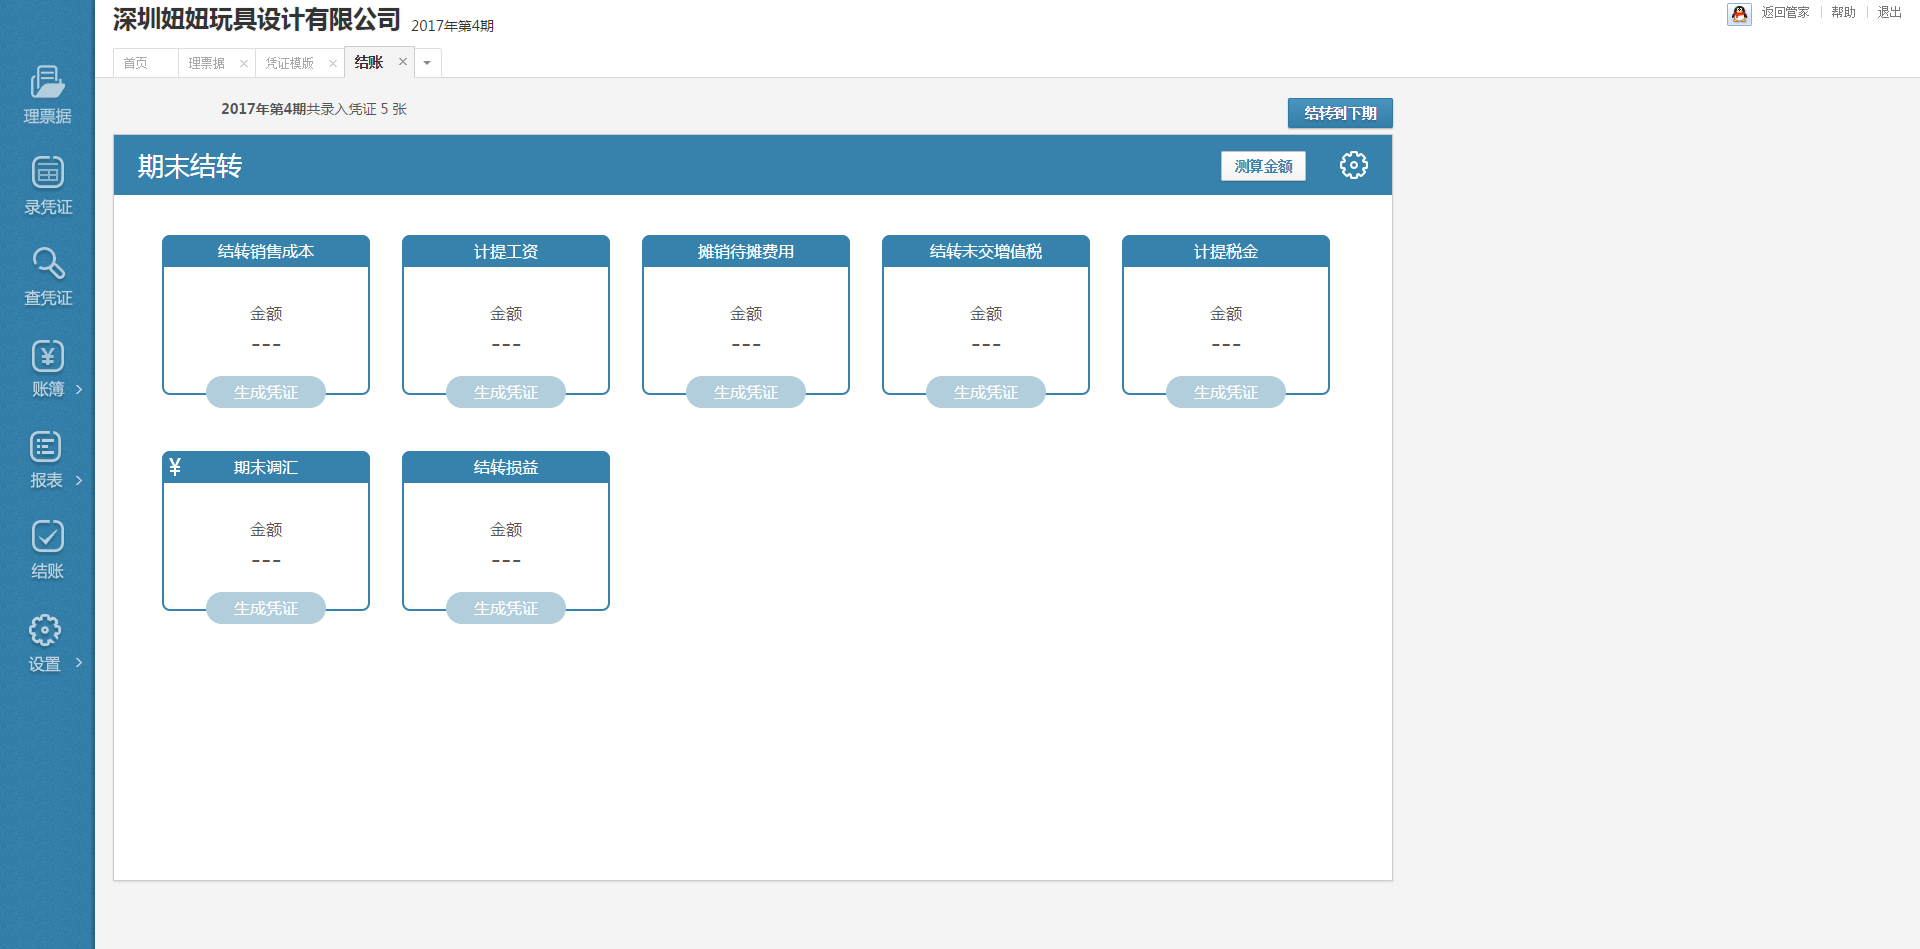 深圳妞妞玩具设计有限公司 2017年第4期
返回管家 帮助 退出
首页 理票据 凭证模版 结账
理票据
录凭证
查凭证
账簿
报表
结账
设置
2017年第4期共录入凭证 5 张
结转到下期
期末结转
测算金额
结转销售成本
金额
---
生成凭证
计提工资
金额
---
生成凭证
摊销待摊费用
金额
---
生成凭证
结转未交增值税
金额
---
生成凭证
计提税金
金额
---
生成凭证
¥ 期末调汇
金额
---
生成凭证
结转损益
金额
---
生成凭证